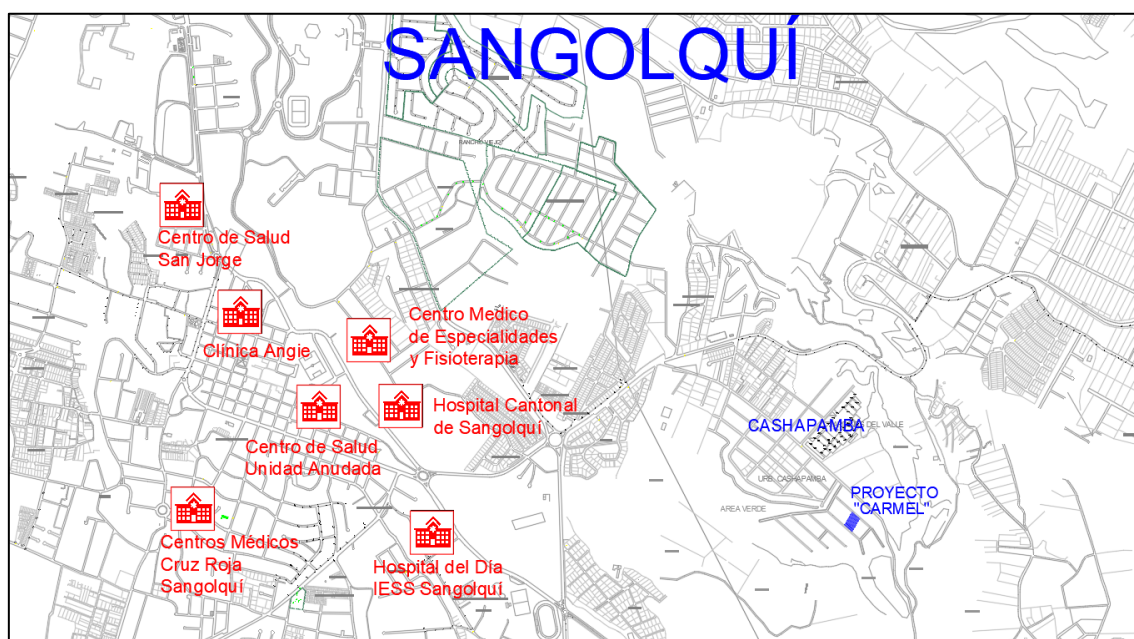 SANGOLQUÍ
Centro de Salud
San Jorge
Clínica Angie
Centro Medico
de Especialidades
y Fisioterapia
Hospital Cantonal
de Sangolquí
Centro de Salud
Unidad Anudada
CASHAPAMBA
DEL VALLE
URB. CASHAPAMBA
AREA VERDE
PROYECTO
"CARMEL"
Centros Médicos
Cruz Roja
Sangolquí
Hospital del Día
IESS Sangolquí